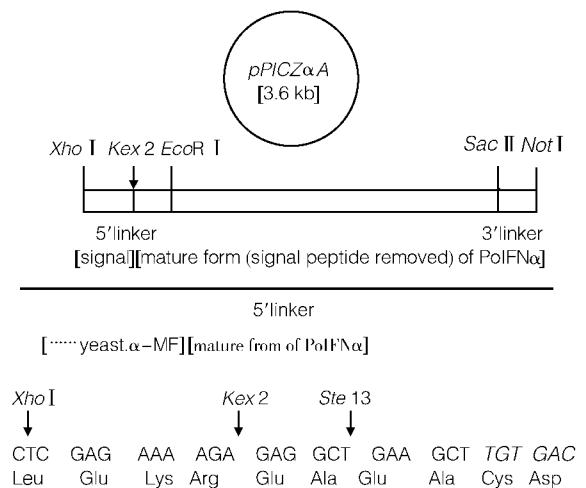 pPICZαA
[3.6 kb]
Xho Ⅰ Kex 2 EcoR Ⅰ Sac Ⅱ Not Ⅰ
5′linker 3′linker
[signal][mature form (signal peptide removed) of PoIFNα]
5′linker
[······yeast.α-MF][mature from of PoIFNα]
Xho Ⅰ Kex 2 Ste 13
CTC GAG AAA AGA GAG GCT GAA GCT TGT GAC
Leu Glu Lys Arg Glu Ala Glu Ala Cys Asp